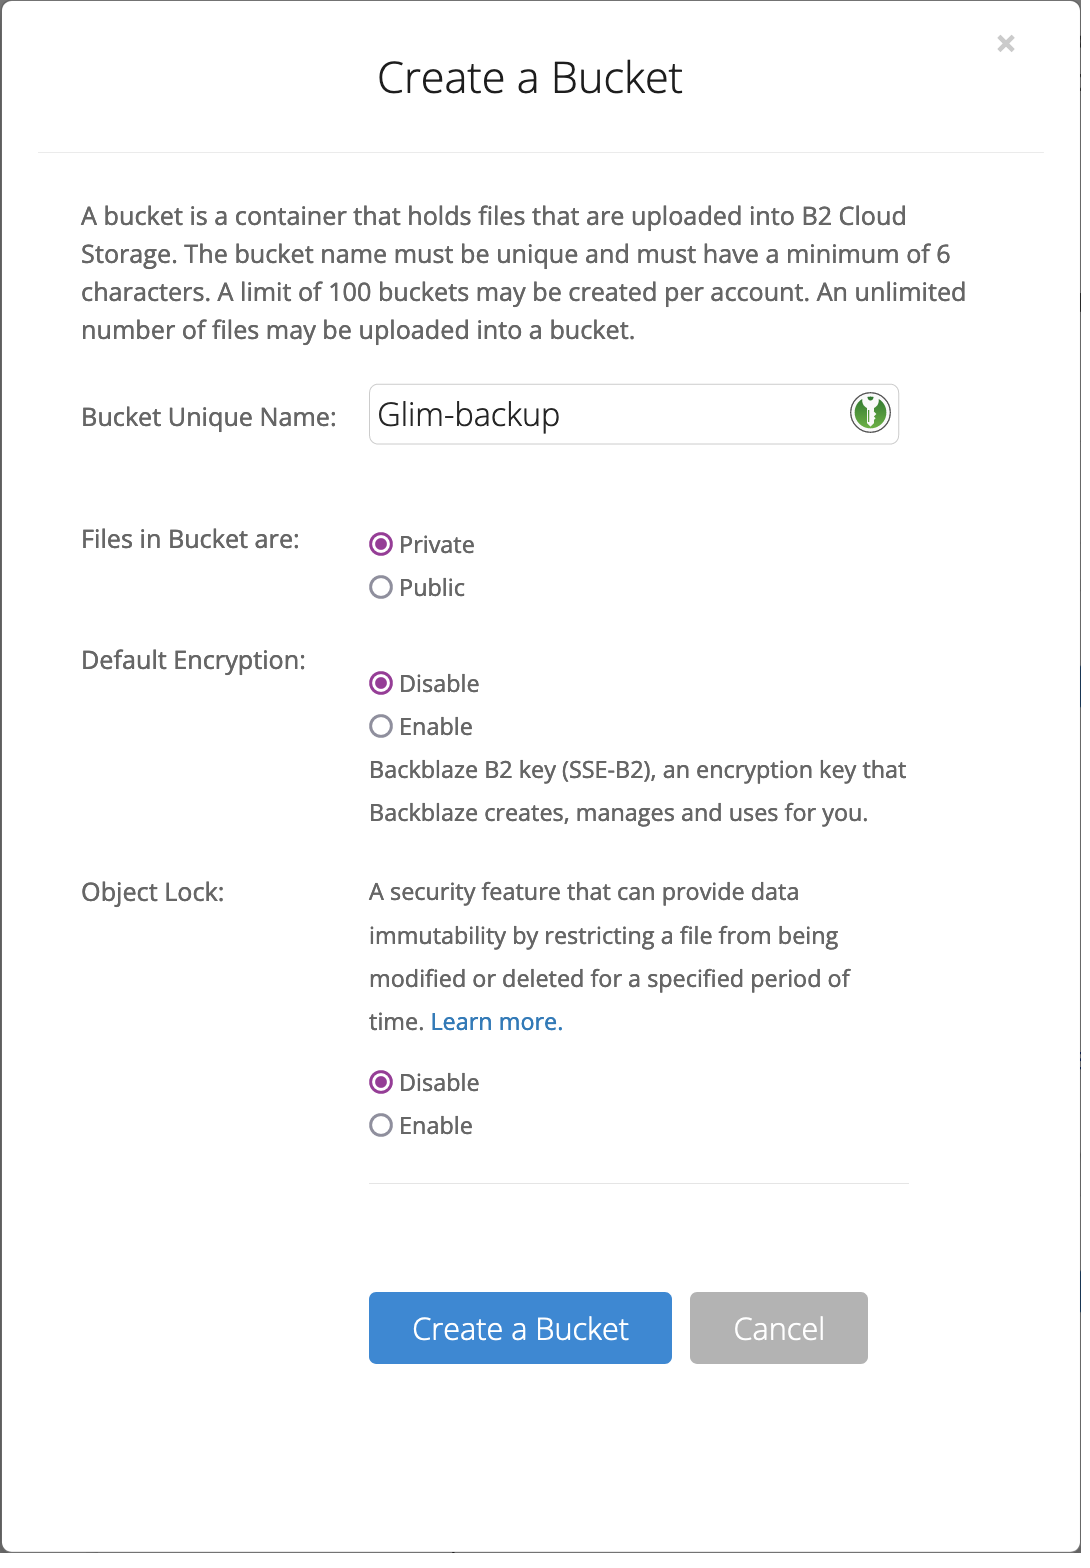 ×
Create a Bucket
A bucket is a container that holds files that are uploaded into B2 Cloud
Storage. The bucket name must be unique and must have a minimum of 6
characters. A limit of 100 buckets may be created per account. An unlimited
number of files may be uploaded into a bucket.
Bucket Unique Name: Glim-backup
Files in Bucket are: Private
Public
Default Encryption:
Disable
Enable
Backblaze B2 key (SSE-B2), an encryption key that
Backblaze creates, manages and uses for you.
Object Lock: A security feature that can provide data
immutability by restricting a file from being
modified or deleted for a specified period of
time. Learn more.
Disable
Enable
Create a Bucket Cancel